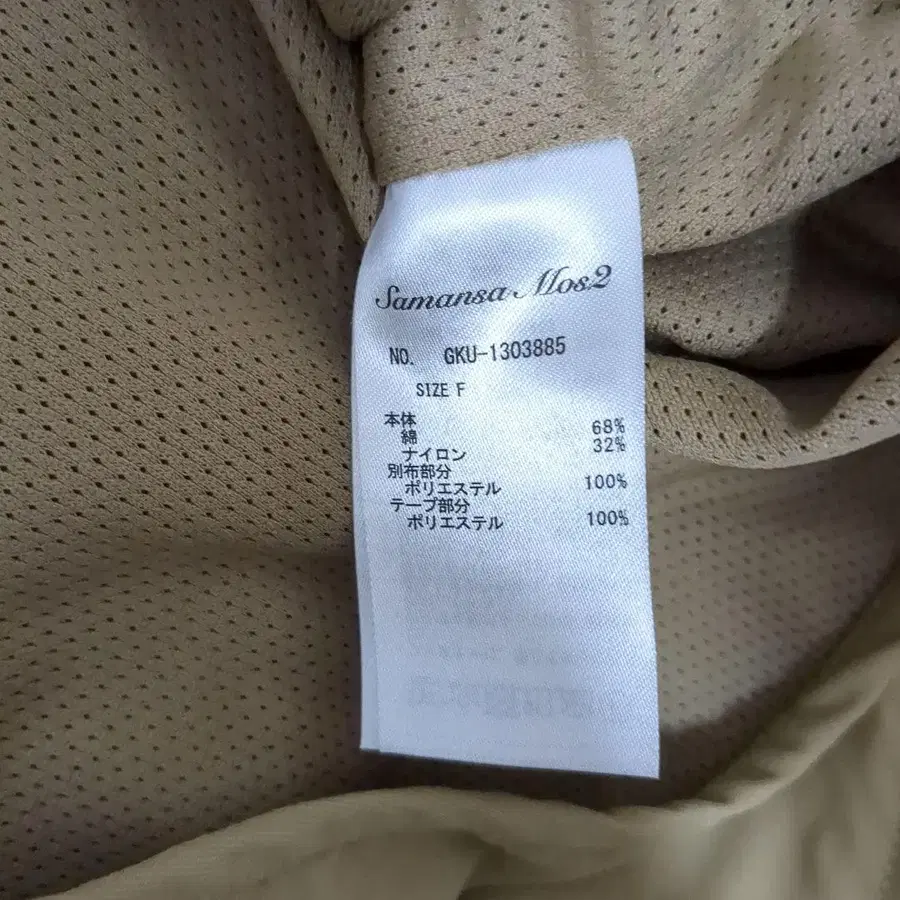 Samansa Mos2
NO. GKU-1303885
SIZE F
本体
綿 68%
ナイロン 32%
別布部分
ポリエステル 100%
テープ部分
ポリエステル 100%